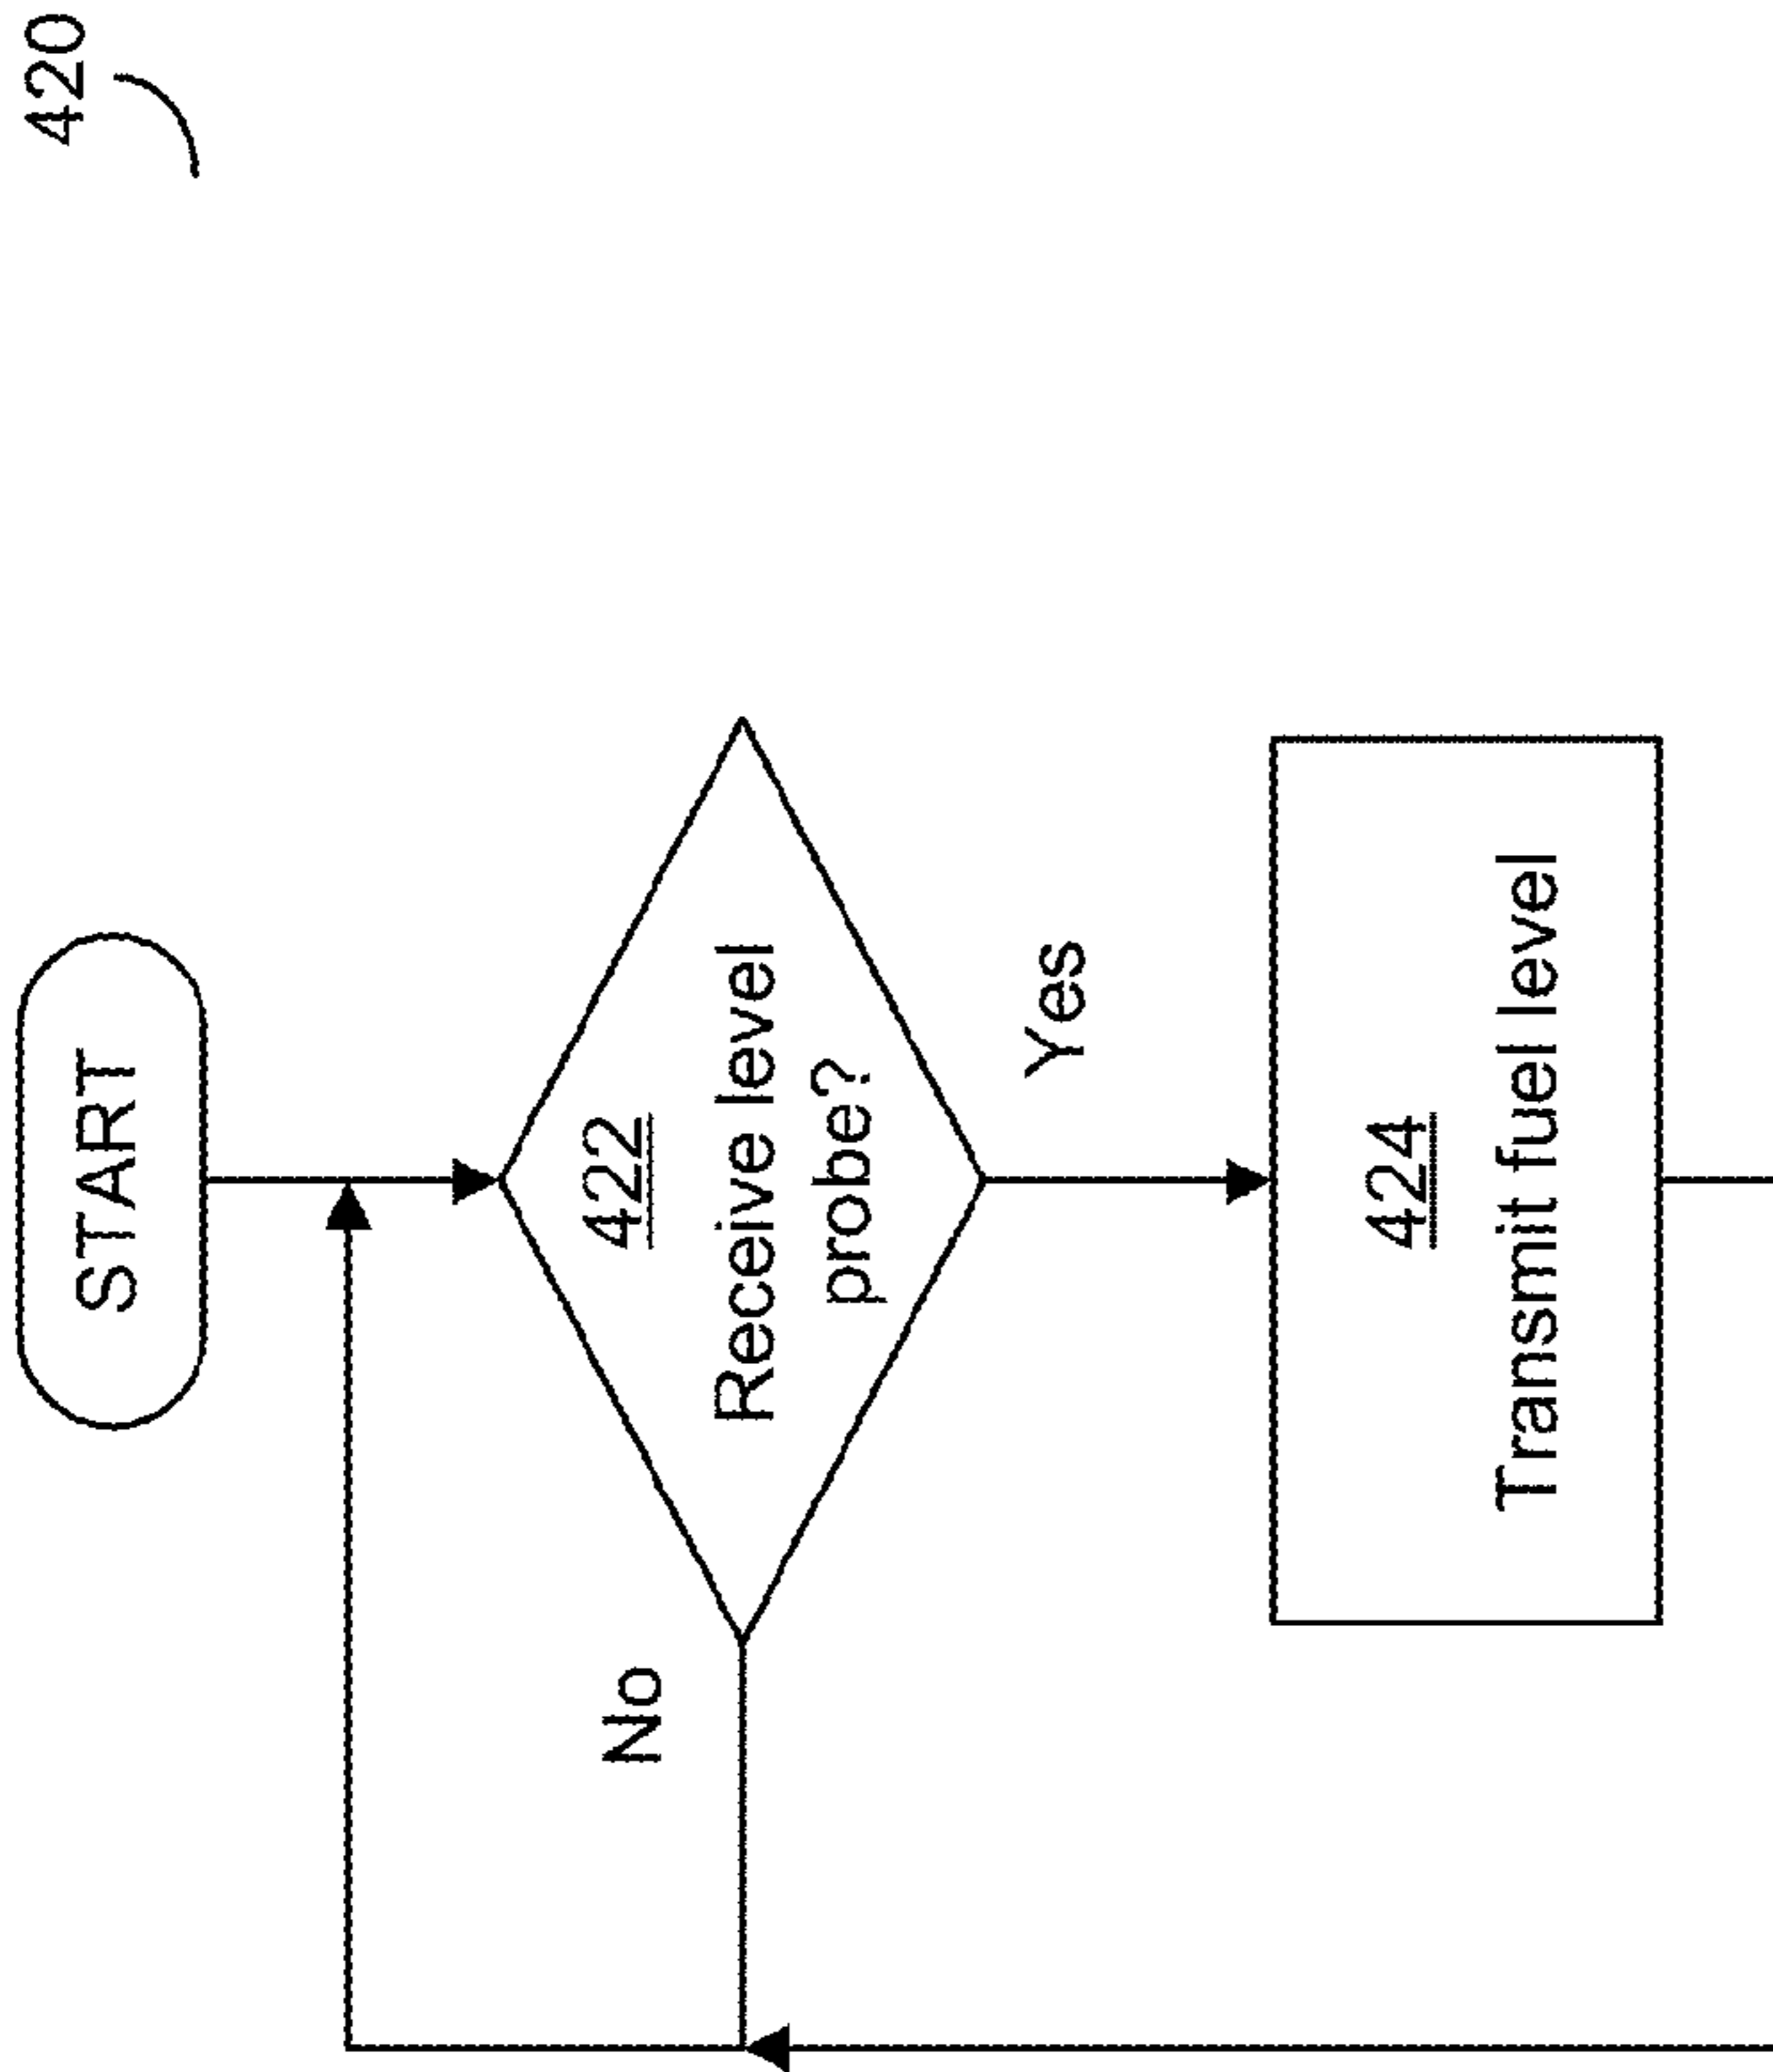 420
START
422
Receive level
probe?
No
Yes
424
Transmit fuel level